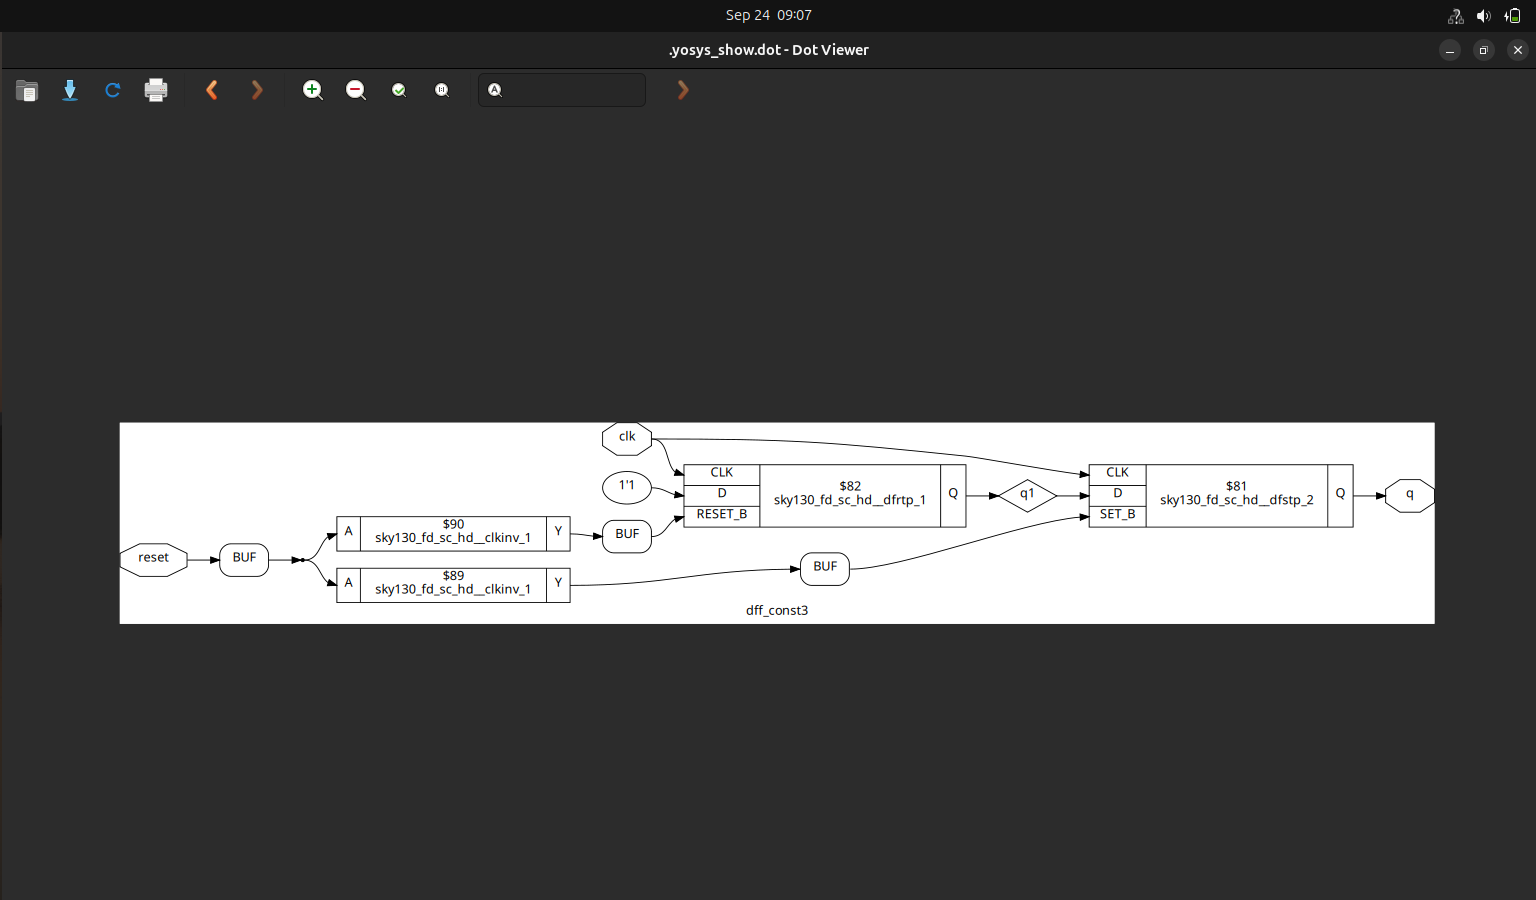 Sep 24 09:07
.yosys_show.dot - Dot Viewer
clk
1'1
CLK
D
RESET_B
$82
sky130_fd_sc_hd__dfrtp_1
Q
q1
CLK
D
SET_B
$81
sky130_fd_sc_hd__dfstp_2
Q
q
reset
BUF
A
$90
sky130_fd_sc_hd__clkinv_1
Y
BUF
A
$89
sky130_fd_sc_hd__clkinv_1
Y
BUF
dff_const3